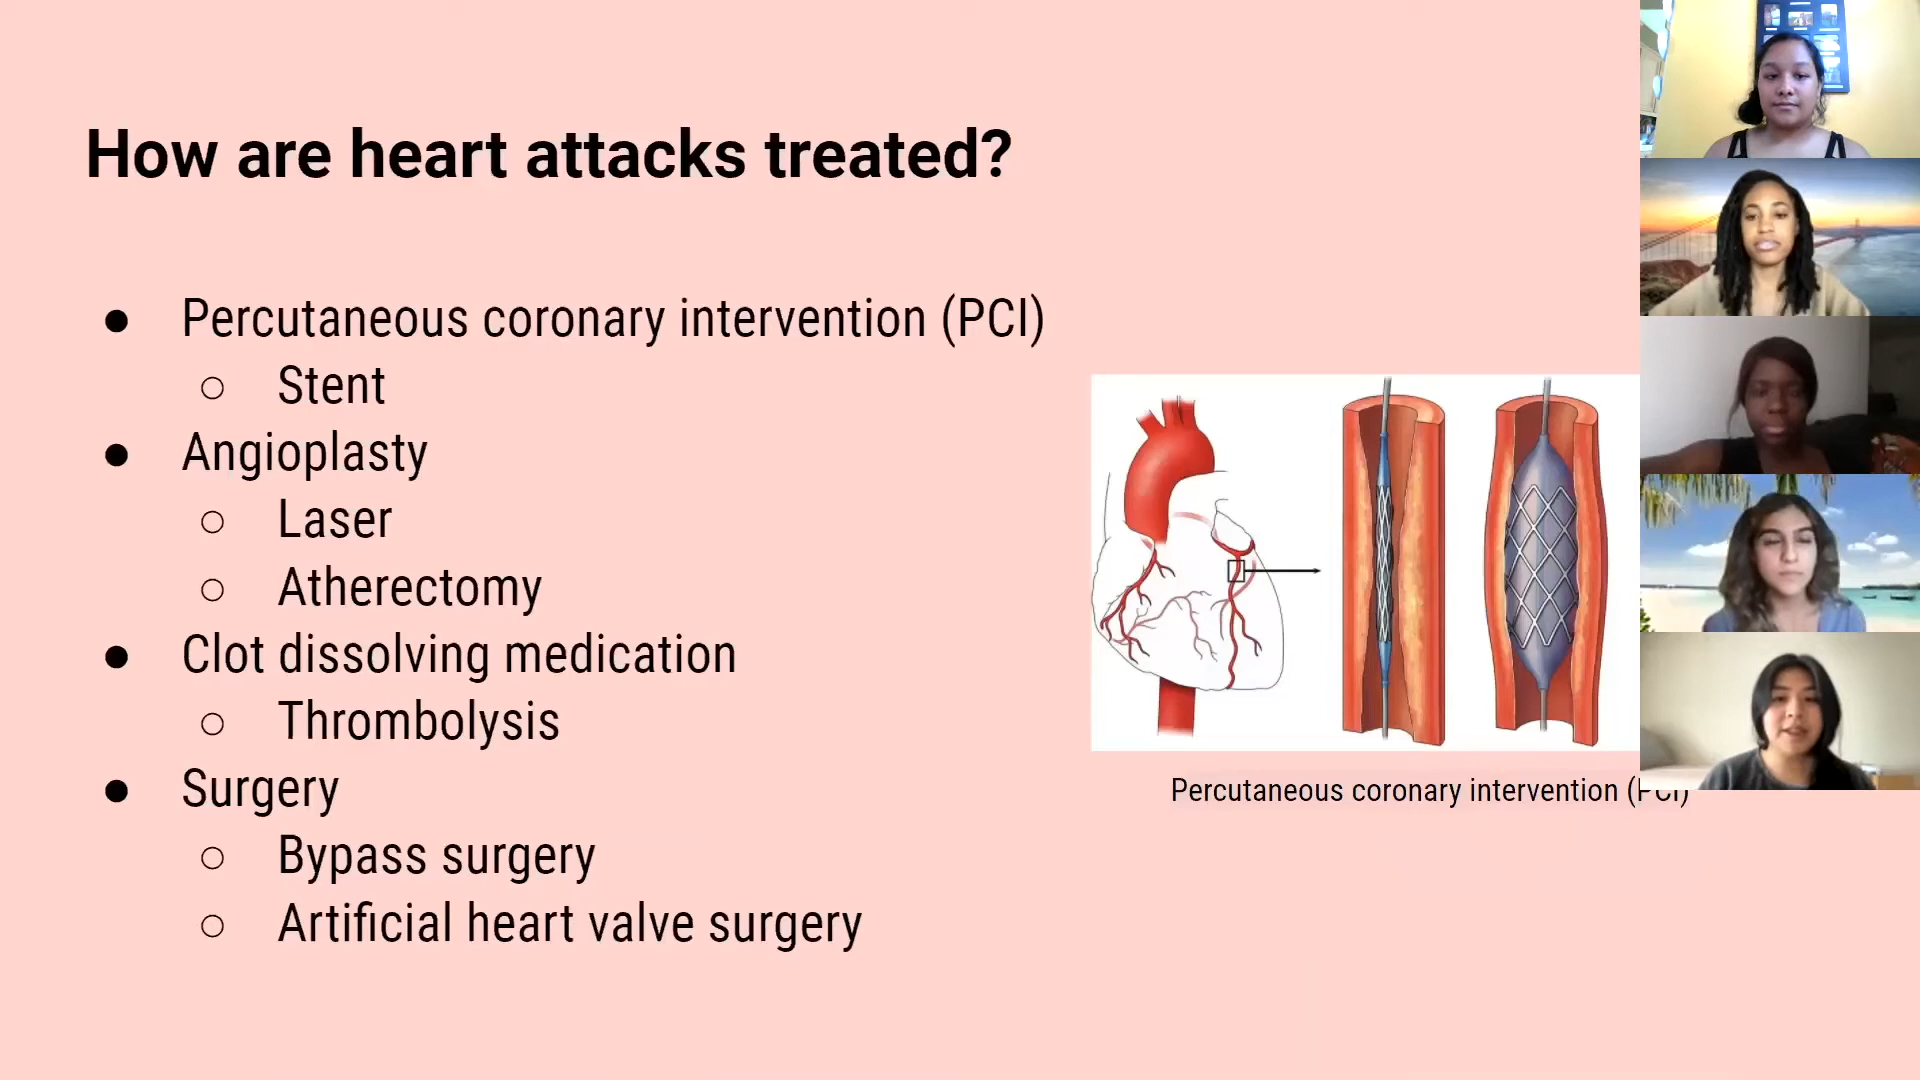 How are heart attacks treated?
● Percutaneous coronary intervention (PCI)
○ Stent
● Angioplasty
○ Laser
○ Atherectomy
● Clot dissolving medication
○ Thrombolysis
● Surgery
○ Bypass surgery
○ Artificial heart valve surgery
Percutaneous coronary intervention (PCI)